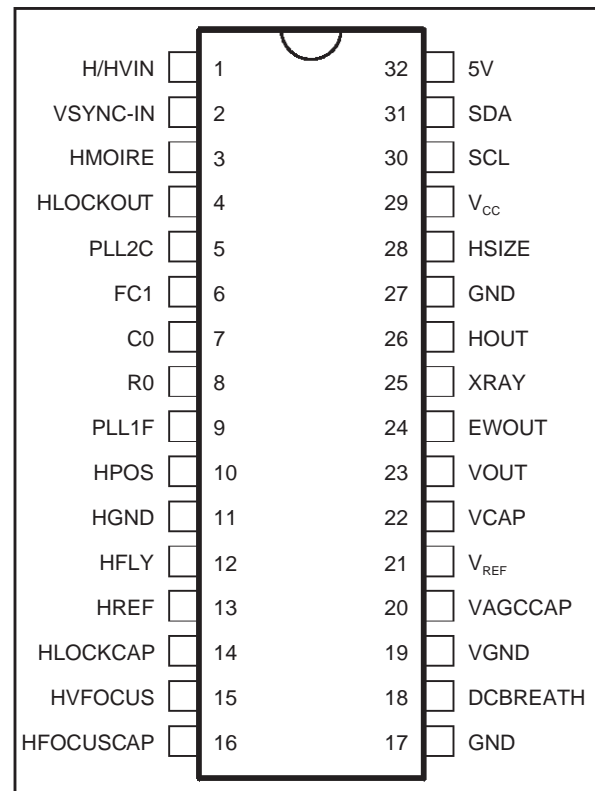 H/HVIN 1 32 5V
VSYNC-IN 2 31 SDA
HMOIRE 3 30 SCL
HLOCKOUT 4 29 VCC
PLL2C 5 28 HSIZE
FC1 6 27 GND
C0 7 26 HOUT
R0 8 25 XRAY
PLL1F 9 24 EWOUT
HPOS 10 23 VOUT
HGND 11 22 VCAP
HFLY 12 21 VREF
HREF 13 20 VAGCCAP
HLOCKCAP 14 19 VGND
HVFOCUS 15 18 DCBREATH
HFOCUSCAP 16 17 GND